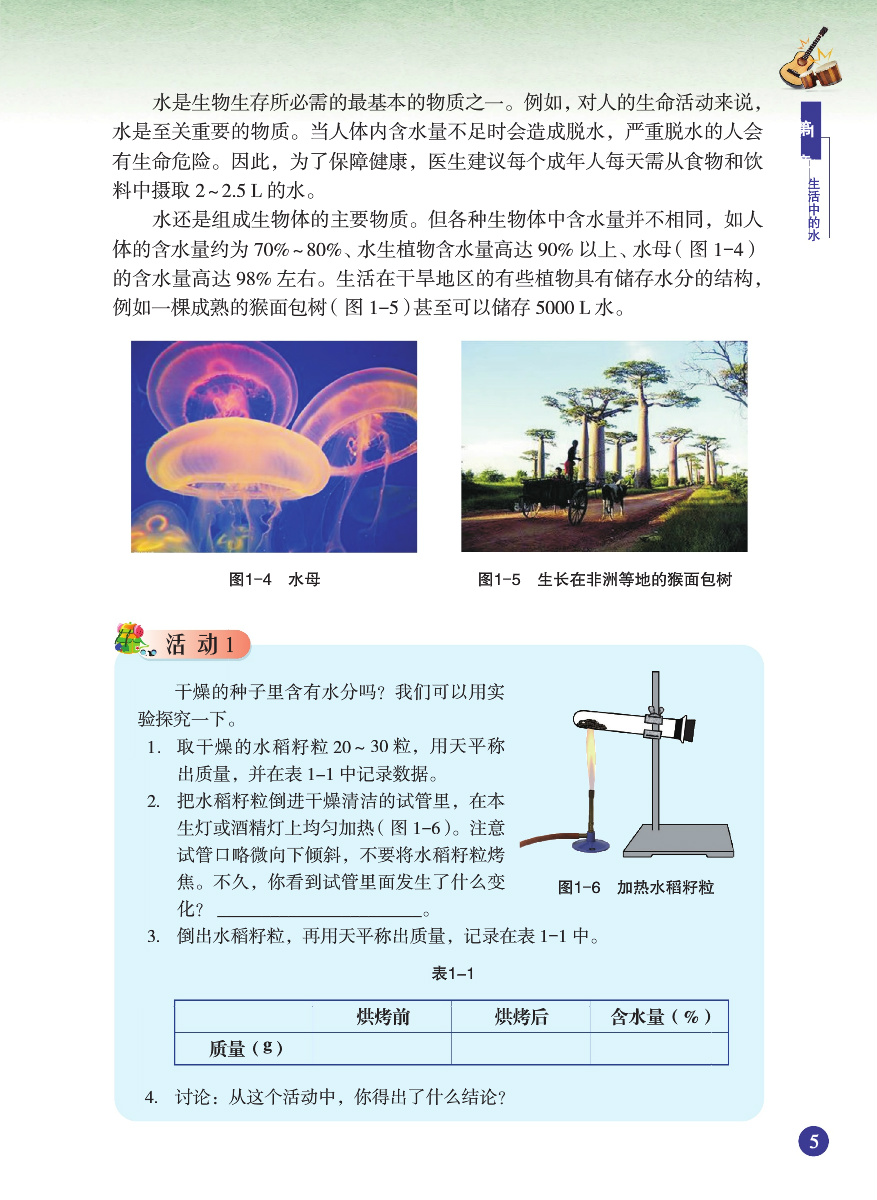 水是生物生存所必需的最基本的物质之一。例如，对人的生命活动来说，
水是至关重要的物质。当人体内含水量不足时会造成脱水，严重脱水的人会
有生命危险。因此，为了保障健康，医生建议每个成年人每天需从食物和饮
料中摄取 2~2.5 L 的水。
水还是组成生物体的主要物质。但各种生物体中含水量并不相同，如人
体的含水量约为 70%~80%、水生植物含水量高达 90% 以上、水母（图 1-4）
的含水量高达 98% 左右。生活在干旱地区的有些植物具有储存水分的结构，
例如一棵成熟的猴面包树（图 1-5）甚至可以储存 5000 L 水。
生活中的水
图1-4 水母
图1-5 生长在非洲等地的猴面包树
活动1
干燥的种子里含有水分吗？我们可以用实
验探究一下。
1. 取干燥的水稻籽粒 20~30 粒，用天平称
出质量，并在表 1-1 中记录数据。
2. 把水稻籽粒倒进干燥清洁的试管里，在本
生灯或酒精灯上均匀加热（图 1-6）。注意
试管口略微向下倾斜，不要将水稻籽粒烤
焦。不久，你看到试管里面发生了什么变
化？ ____________________。
图1-6 加热水稻籽粒
3. 倒出水稻籽粒，再用天平称出质量，记录在表 1-1 中。
表1-1
烘烤前 烘烤后 含水量（%）
质量（g）
4. 讨论：从这个活动中，你得出了什么结论？
5